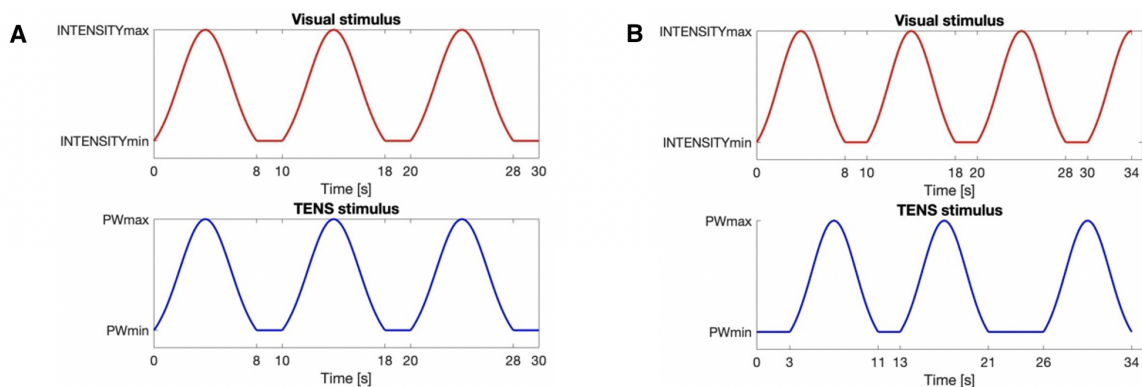 A
Visual stimulus
INTENSITYmax
INTENSITYmin
0 8 10 18 20 28 30
Time [s]
TENS stimulus
PWmax
PWmin
0 8 10 18 20 28 30
Time [s]
B
Visual stimulus
INTENSITYmax
INTENSITYmin
0 8 10 18 20 28 30 34
Time [s]
TENS stimulus
PWmax
PWmin
0 3 11 13 21 26 34
Time [s]